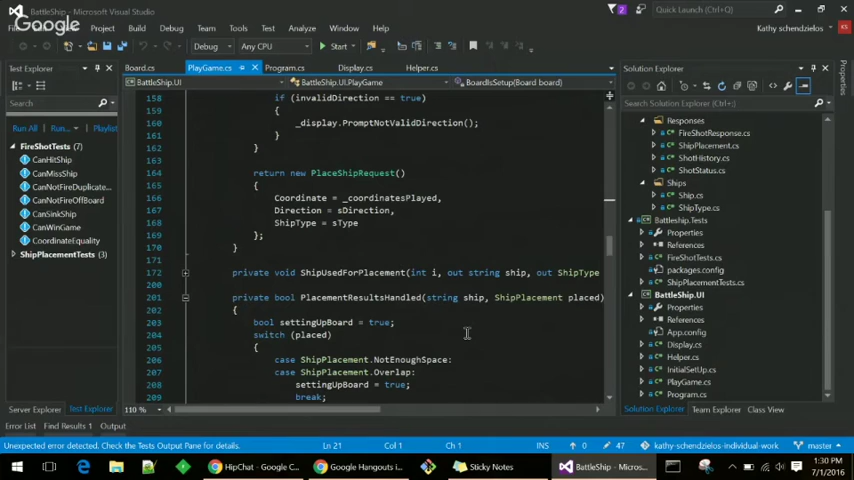 BattleShip - Microsoft Visual Studio
Google
2
Quick Launch (Ctrl+Q)
Project
Build
Debug
Team
Tools
Test
Analyze
Window
Help
Kathy schendzielos
KS
Debug
Any CPU
Start
Test Explorer
Board.cs
PlayGame.cs
Program.cs
Display.cs
Helper.cs
Solution Explorer
Properties
BattleShip.UI
BattleShip.UI.PlayGame
BoardIsSetup(Board board)
Search
Run All
Run...
Playlist
FireShotTests (7)
CanHitShip
CanMissShip
CanNotFireDuplicate...
CanNotFireOffBoard
CanSinkShip
CanWinGame
CoordinateEquality
ShipPlacementTests (3)
158 if (invalidDirection == true)
159 {
160 _display.PromptNotValidDirection();
161 }
162 }
163
164 return new PlaceShipRequest()
165 {
166 Coordinate = _coordinatesPlayed,
167 Direction = sDirection,
168 ShipType = sType
169 };
170 }
171
172 private void ShipUsedForPlacement(int i, out string ship, out ShipType
201 private bool PlacementResultsHandled(string ship, ShipPlacement placed)
202 {
203 bool settingUpBoard = true;
204 switch (placed)
205 {
206 case ShipPlacement.NotEnoughSpace:
207 case ShipPlacement.Overlap:
208 settingUpBoard = true;
209 break;
110 %
Search Solution Explorer (Ctrl+;)
Responses
FireShotResponse.cs
ShipPlacement.cs
ShotHistory.cs
ShotStatus.cs
Ships
Ship.cs
ShipType.cs
Battleship.Tests
Properties
References
FireShotTests.cs
packages.config
ShipPlacementTests.cs
BattleShip.UI
Properties
References
App.config
Display.cs
Helper.cs
InitialSetUp.cs
PlayGame.cs
Program.cs
Server Explorer
Test Explorer
Solution Explorer
Team Explorer
Class View
Error List
Find Results 1
Output
Unexpected error detected. Check the Tests Output Pane for details.
Ln 21
Col 1
Ch 1
INS
0
47
kathy-schendzielos-individual-work
master
HipChat - Google C...
Google Hangouts i...
Sticky Notes
BattleShip - Micros...
1:30 PM
7/1/2016